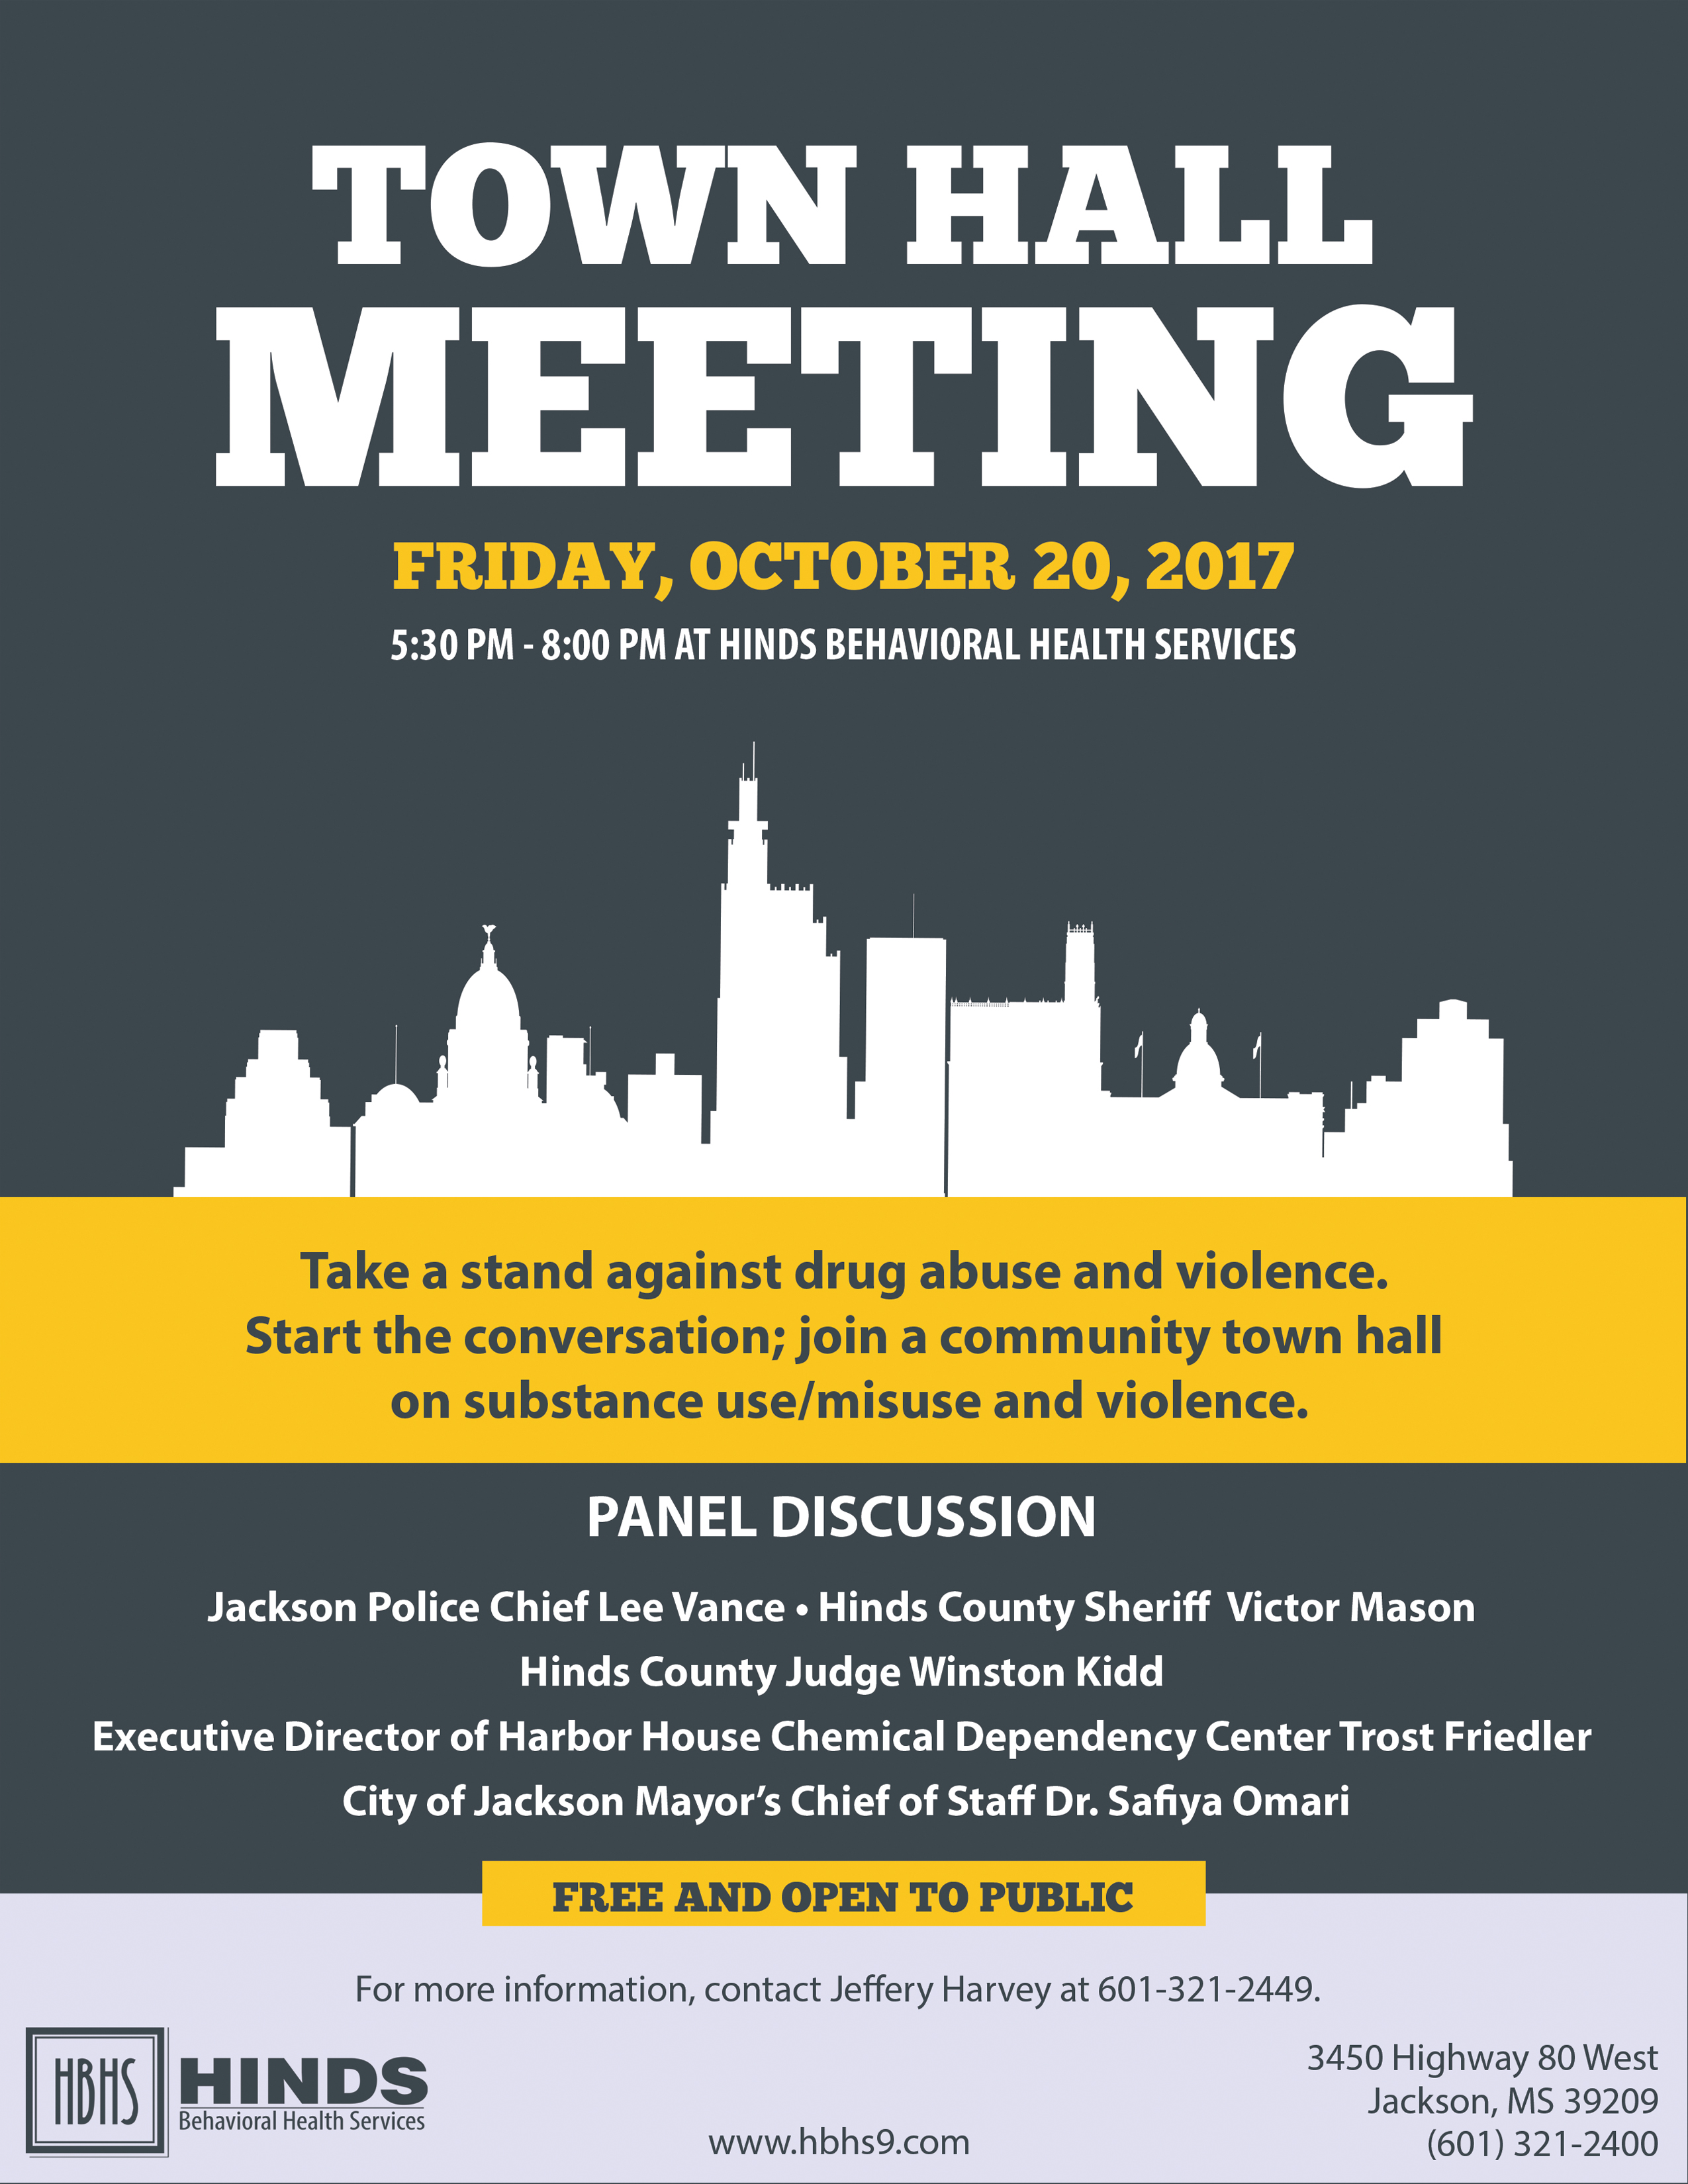 TOWN HALL
MEETING
FRIDAY, OCTOBER 20, 2017
5:30 PM - 8:00 PM AT HINDS BEHAVIORAL HEALTH SERVICES
Take a stand against drug abuse and violence.
Start the conversation; join a community town hall
on substance use/misuse and violence.
PANEL DISCUSSION
Jackson Police Chief Lee Vance • Hinds County Sheriff Victor Mason
Hinds County Judge Winston Kidd
Executive Director of Harbor House Chemical Dependency Center Trost Friedler
City of Jackson Mayor's Chief of Staff Dr. Safiya Omari
FREE AND OPEN TO PUBLIC
For more information, contact Jeffery Harvey at 601-321-2449.
HBHS
HINDS
Behavioral Health Services
www.hbhs9.com
3450 Highway 80 West
Jackson, MS 39209
(601) 321-2400